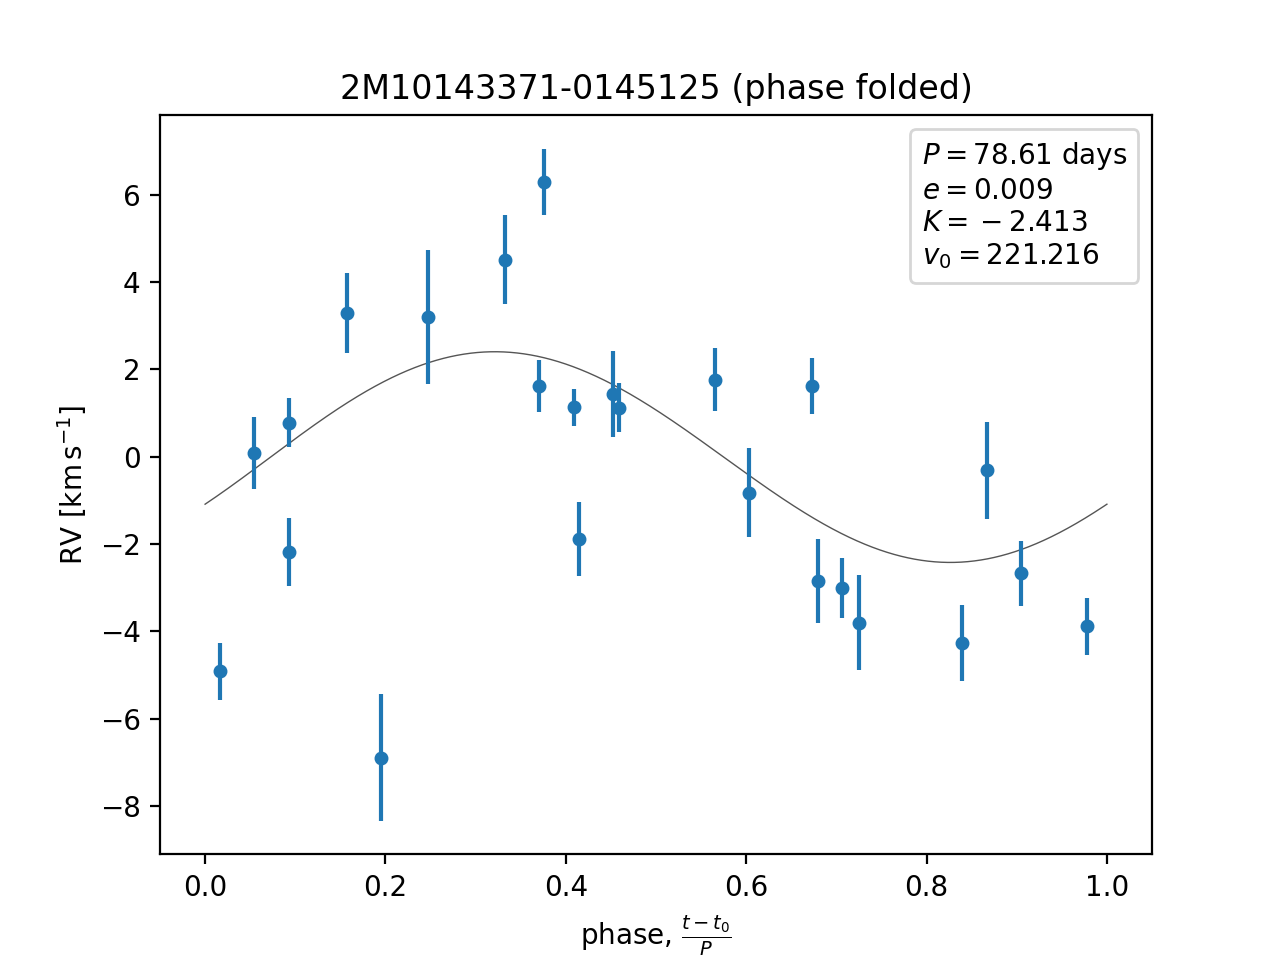 2M10143371-0145125 (phase folded)
P = 78.61 days
e = 0.009
K = −2.413
v₀ = 221.216
RV [km s⁻¹]
6
4
2
0
−2
−4
−6
−8
0.0 0.2 0.4 0.6 0.8 1.0
phase, (t − t₀)/P